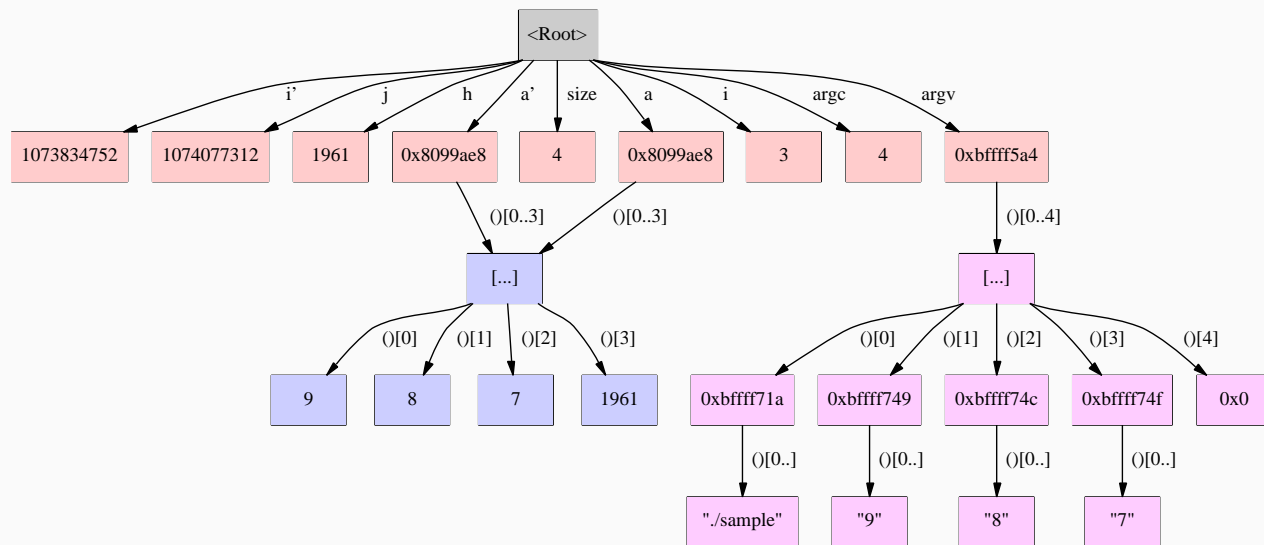 <Root>
i’ j h a’ size a i argc argv
1073834752 1074077312 1961 0x8099ae8 4 0x8099ae8 3 4 0xbffff5a4
()[0..3] ()[0..3] ()[0..4]
[...] [...]
()[0] ()[1] ()[2] ()[3] ()[0] ()[1] ()[2] ()[3] ()[4]
9 8 7 1961 0xbffff71a 0xbffff749 0xbffff74c 0xbffff74f 0x0
()[0..] ()[0..] ()[0..] ()[0..]
"./sample" "9" "8" "7"